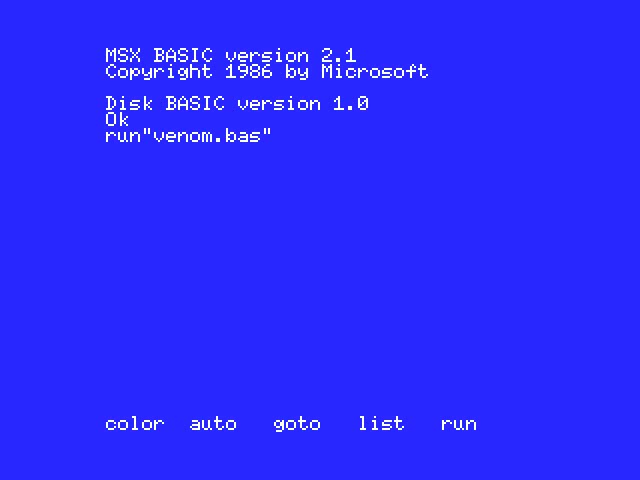 MSX BASIC version 2.1
Copyright 1986 by Microsoft
Disk BASIC version 1.0
Ok
run"venom.bas"
color auto goto list run